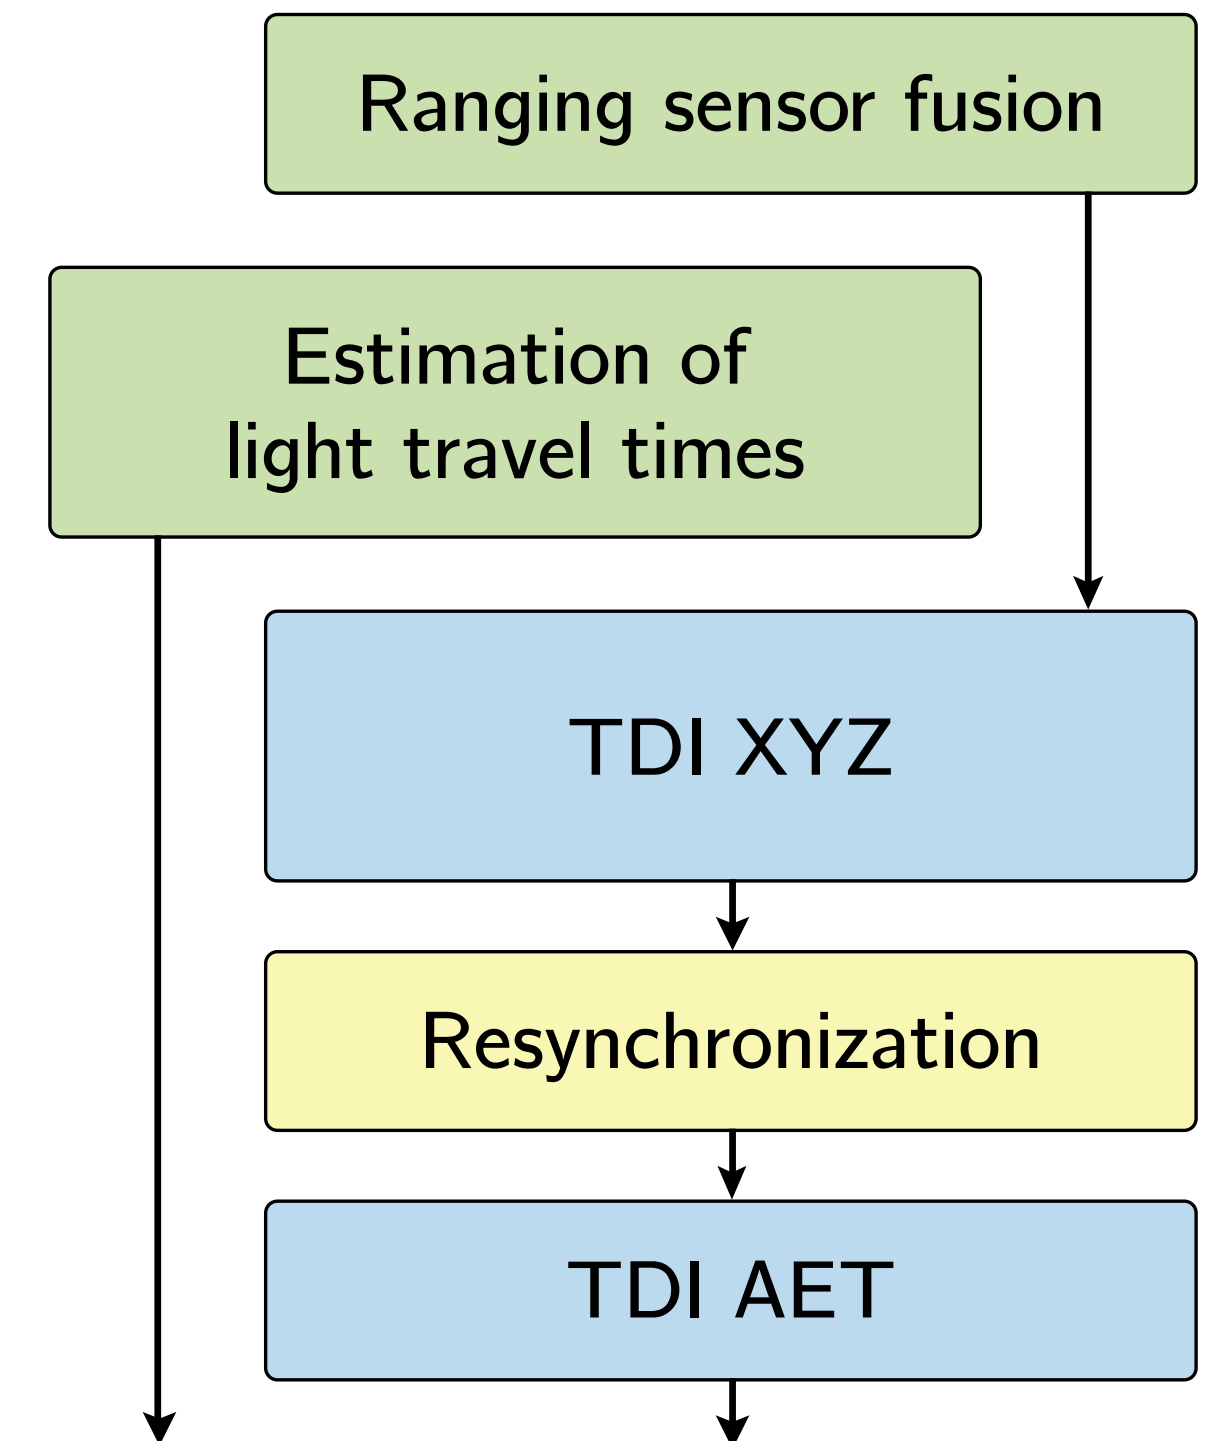 Ranging sensor fusion
Estimation of
light travel times
TDI XYZ
Resynchronization
TDI AET